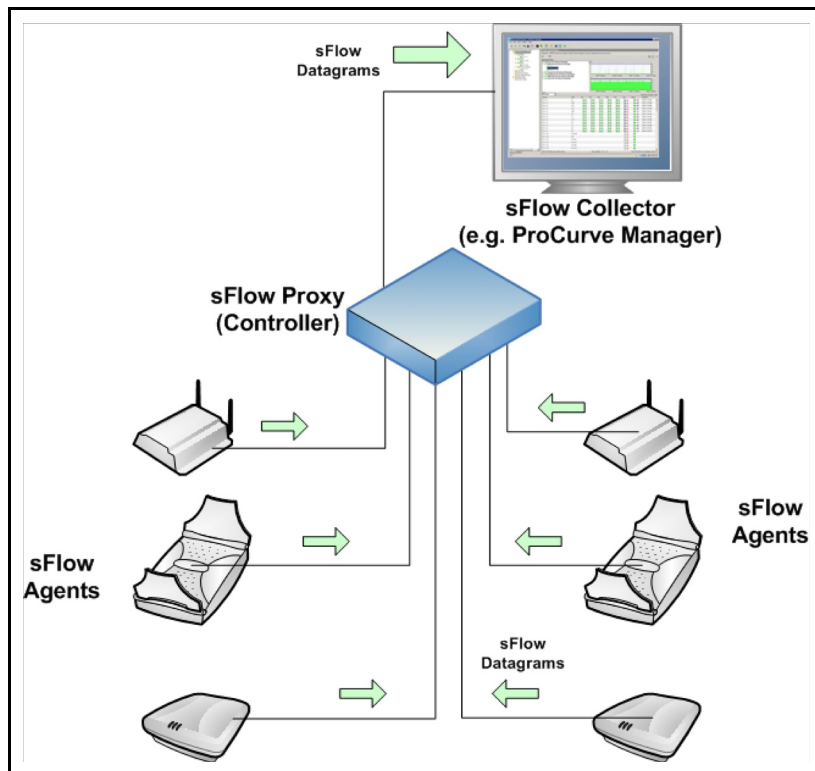 sFlow
Datagrams
sFlow Collector
(e.g. ProCurve Manager)
sFlow Proxy
(Controller)
sFlow
Agents
sFlow
Agents
sFlow
Datagrams